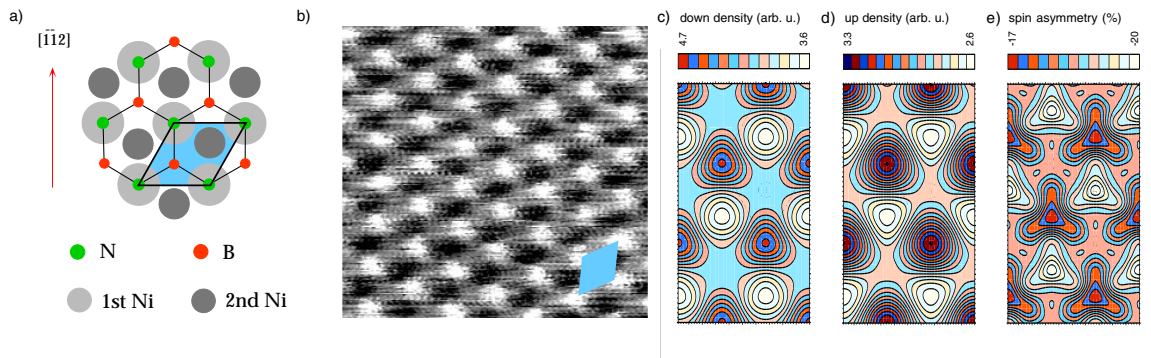 a)
[1̄1̄2]
N
B
1st Ni
2nd Ni
b)
c) down density (arb. u.)
4.7
3.6
d) up density (arb. u.)
3.3
2.6
e) spin asymmetry (%)
-17
-20